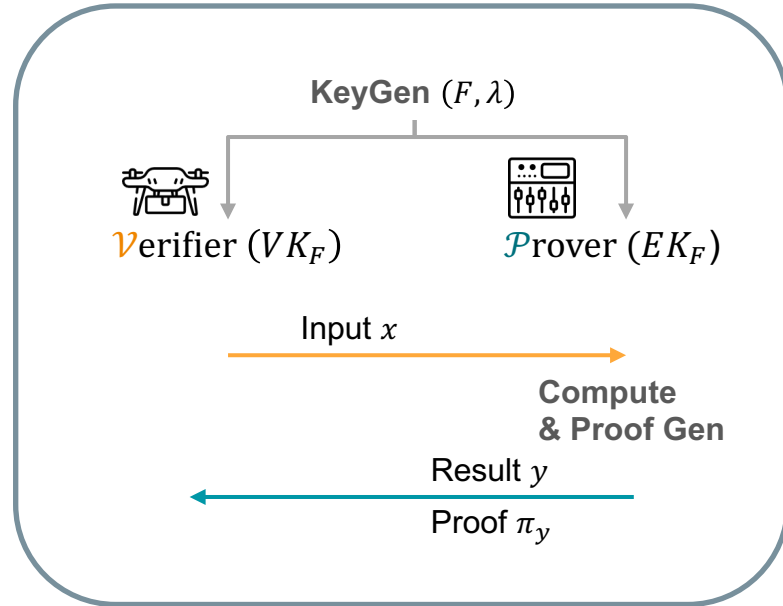 KeyGen (F, λ)
𝒱erifier (VK_F)
𝒫rover (EK_F)
Input x
Compute
& Proof Gen
Result y
Proof π_y